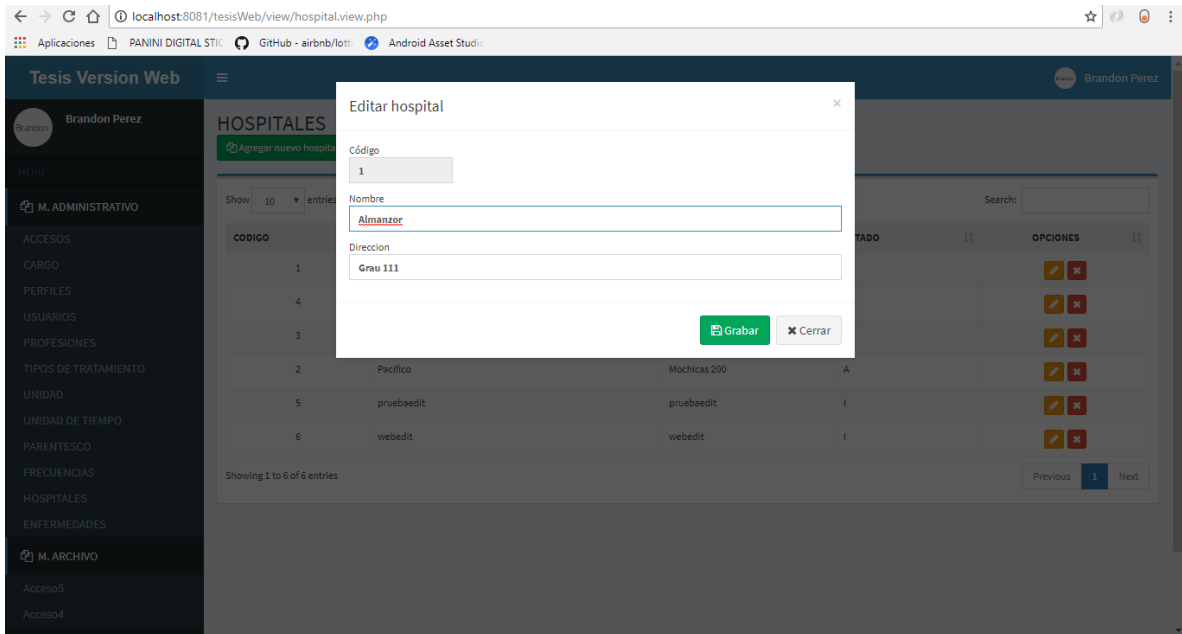 localhost:8081/tesisWeb/view/hospital.view.php
Aplicaciones PANINI DIGITAL STIC GitHub - airbnb/lotti Android Asset Studio
Tesis Version Web Brandon Perez
Brandon Brandon Perez
MENÚ
M. ADMINISTRATIVO
ACCESOS
CARGO
PERFILES
USUARIOS
PROFESIONES
TIPOS DE TRATAMIENTO
UNIDAD
UNIDAD DE TIEMPO
PARENTESCO
FRECUENCIAS
HOSPITALES
ENFERMEDADES
M. ARCHIVO
Acceso5
Acceso4
HOSPITALES
Agregar nuevo hospita
Show 10 entries Search:
CODIGO TADO OPCIONES
1
4
3
2 Pacifico Mochicas 200 A
5 pruebaedit pruebaedit I
6 webedit webedit I
Showing 1 to 6 of 6 entries Previous 1 Next
Editar hospital ×
Código
1
Nombre
Almanzor
Direccion
Grau 111
Grabar Cerrar